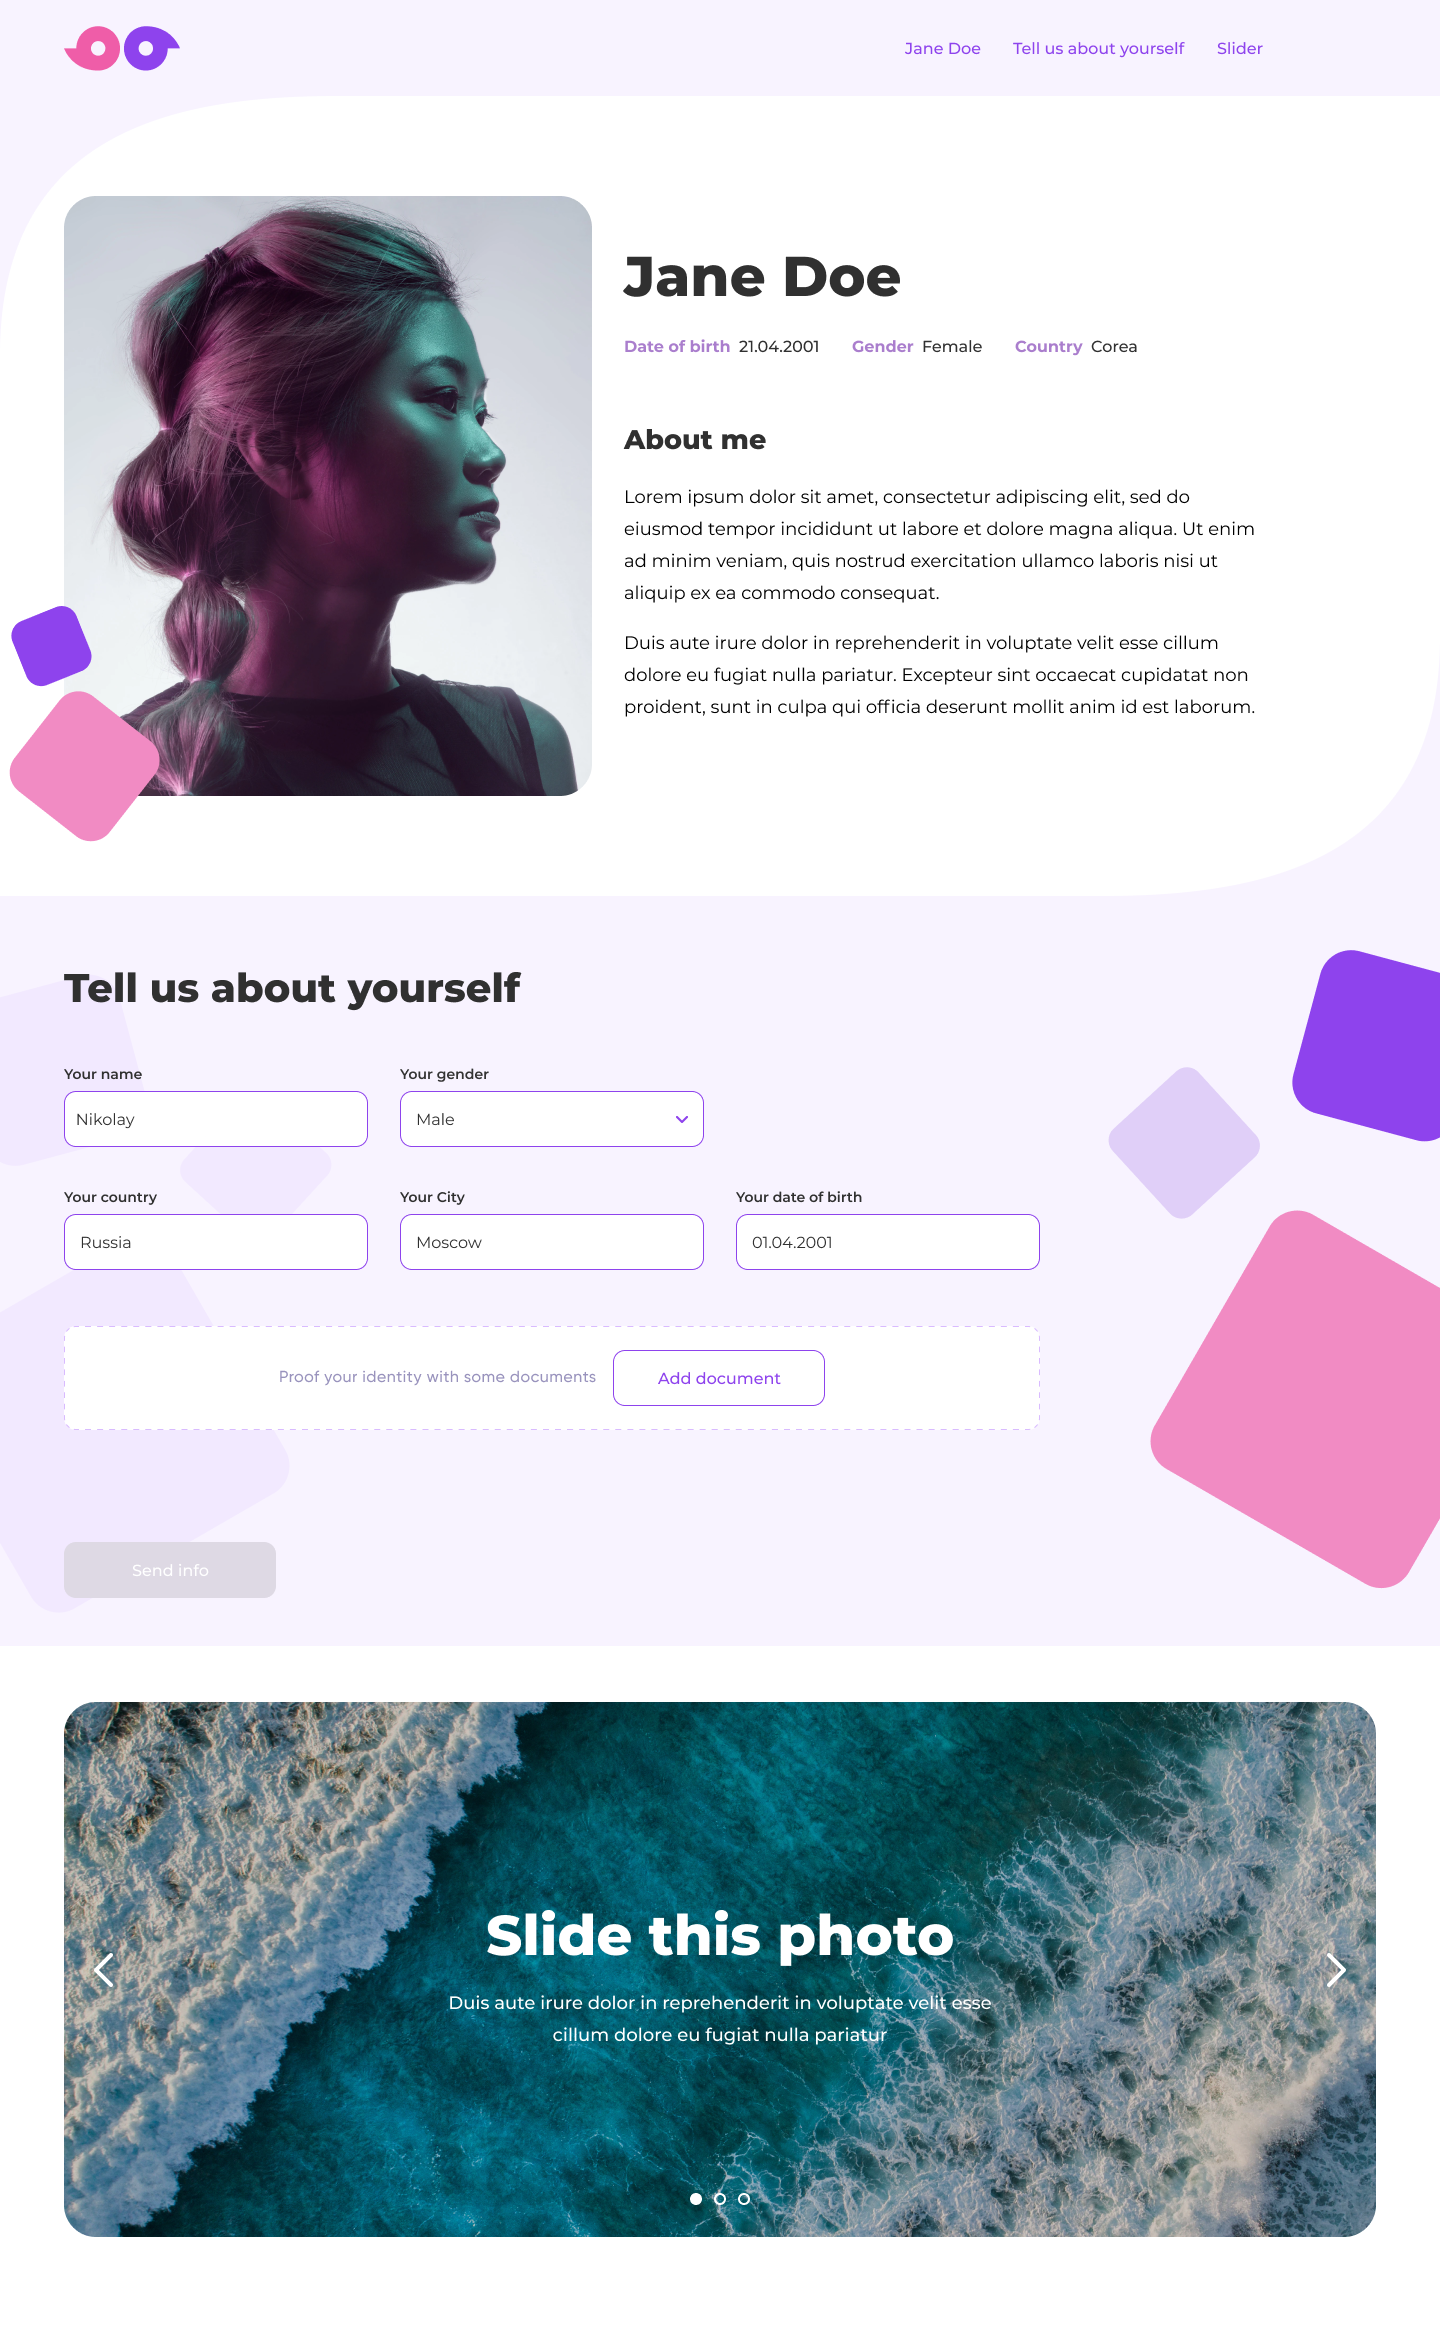 Jane Doe Tell us about yourself Slider
Jane Doe
Date of birth 21.04.2001 Gender Female Country Corea
About me
Lorem ipsum dolor sit amet, consectetur adipiscing elit, sed do
eiusmod tempor incididunt ut labore et dolore magna aliqua. Ut enim
ad minim veniam, quis nostrud exercitation ullamco laboris nisi ut
aliquip ex ea commodo consequat.
Duis aute irure dolor in reprehenderit in voluptate velit esse cillum
dolore eu fugiat nulla pariatur. Excepteur sint occaecat cupidatat non
proident, sunt in culpa qui officia deserunt mollit anim id est laborum.
Tell us about yourself
Your name Your gender
Nikolay Male
Your country Your City Your date of birth
Russia Moscow 01.04.2001
Proof your identity with some documents Add document
Send info
Slide this photo
Duis aute irure dolor in reprehenderit in voluptate velit esse
cillum dolore eu fugiat nulla pariatur